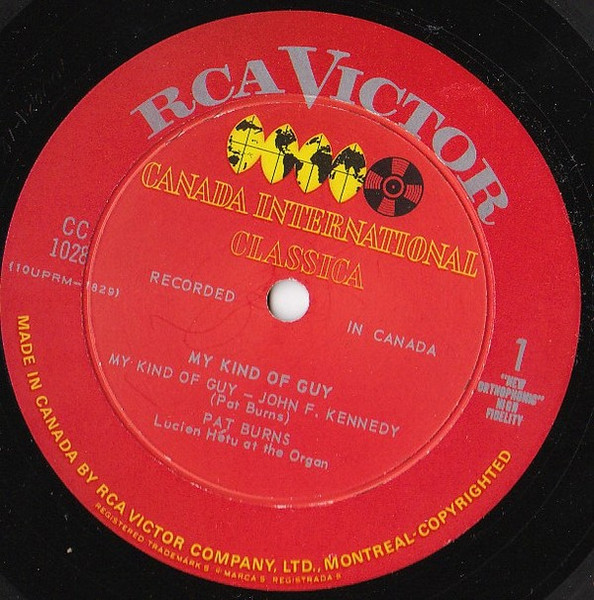 RCA VICTOR
CANADA INTERNATIONAL
CLASSICA
CC
1028
(10UPRM-1829)
RECORDED
IN CANADA
1
"NEW
ORTHOPHONIC"
HIGH
FIDELITY
MY KIND OF GUY
MY KIND OF GUY – JOHN F. KENNEDY
(Pat Burns)
PAT BURNS
Lucien Hétu at the Organ
MADE IN CANADA BY RCA VICTOR COMPANY, LTD., MONTREAL-COPYRIGHTED
REGISTERED TRADEMARKS • MARCAS REGISTRADAS